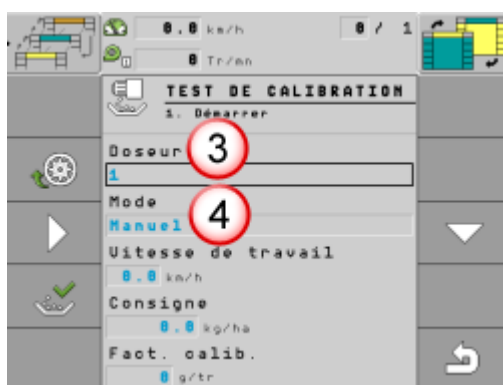 0.0 km/h
0 / 1
0 Tr/mn
TEST DE CALIBRATION
1. Démarrer
Doseur
3
1
Mode
4
Manuel
Vitesse de travail
0.0 km/h
Consigne
0.0 kg/ha
Fact. calib.
0 g/tr